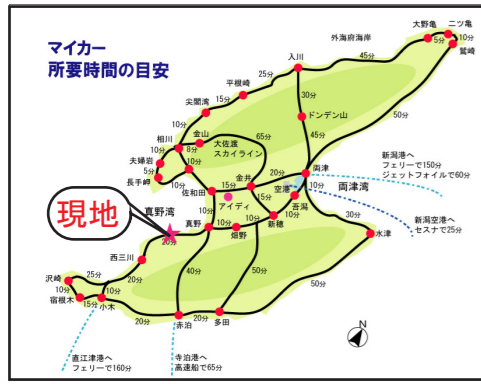 マイカー
所要時間の目安
外海府海岸
大野亀
二ツ亀
5分
10分
鷲崎
入川
45分
25分
平根崎
15分
尖閣湾
10分
30分
ドンデン山
50分
45分
相川
金山
8分
大佐渡
スカイライン
65分
夫婦岩
5分
長手岬
10分
10分
佐和田
15分
金井
20分
両津
アイディ
15分
空港
10分
吾潟
両津湾
新潟港へ
フェリーで150分
ジェットフォイルで60分
新潟空港へ
セスナで25分
現地
真野湾
10分
真野
10分
畑野
10分
新穂
10分
30分
水津
20分
西三川
20分
40分
50分
50分
沢崎
25分
10分
宿根木
15分
小木
10分
20分
赤泊
20分
多田
直江津港へ
フェリーで160分
寺泊港へ
高速船で65分
N